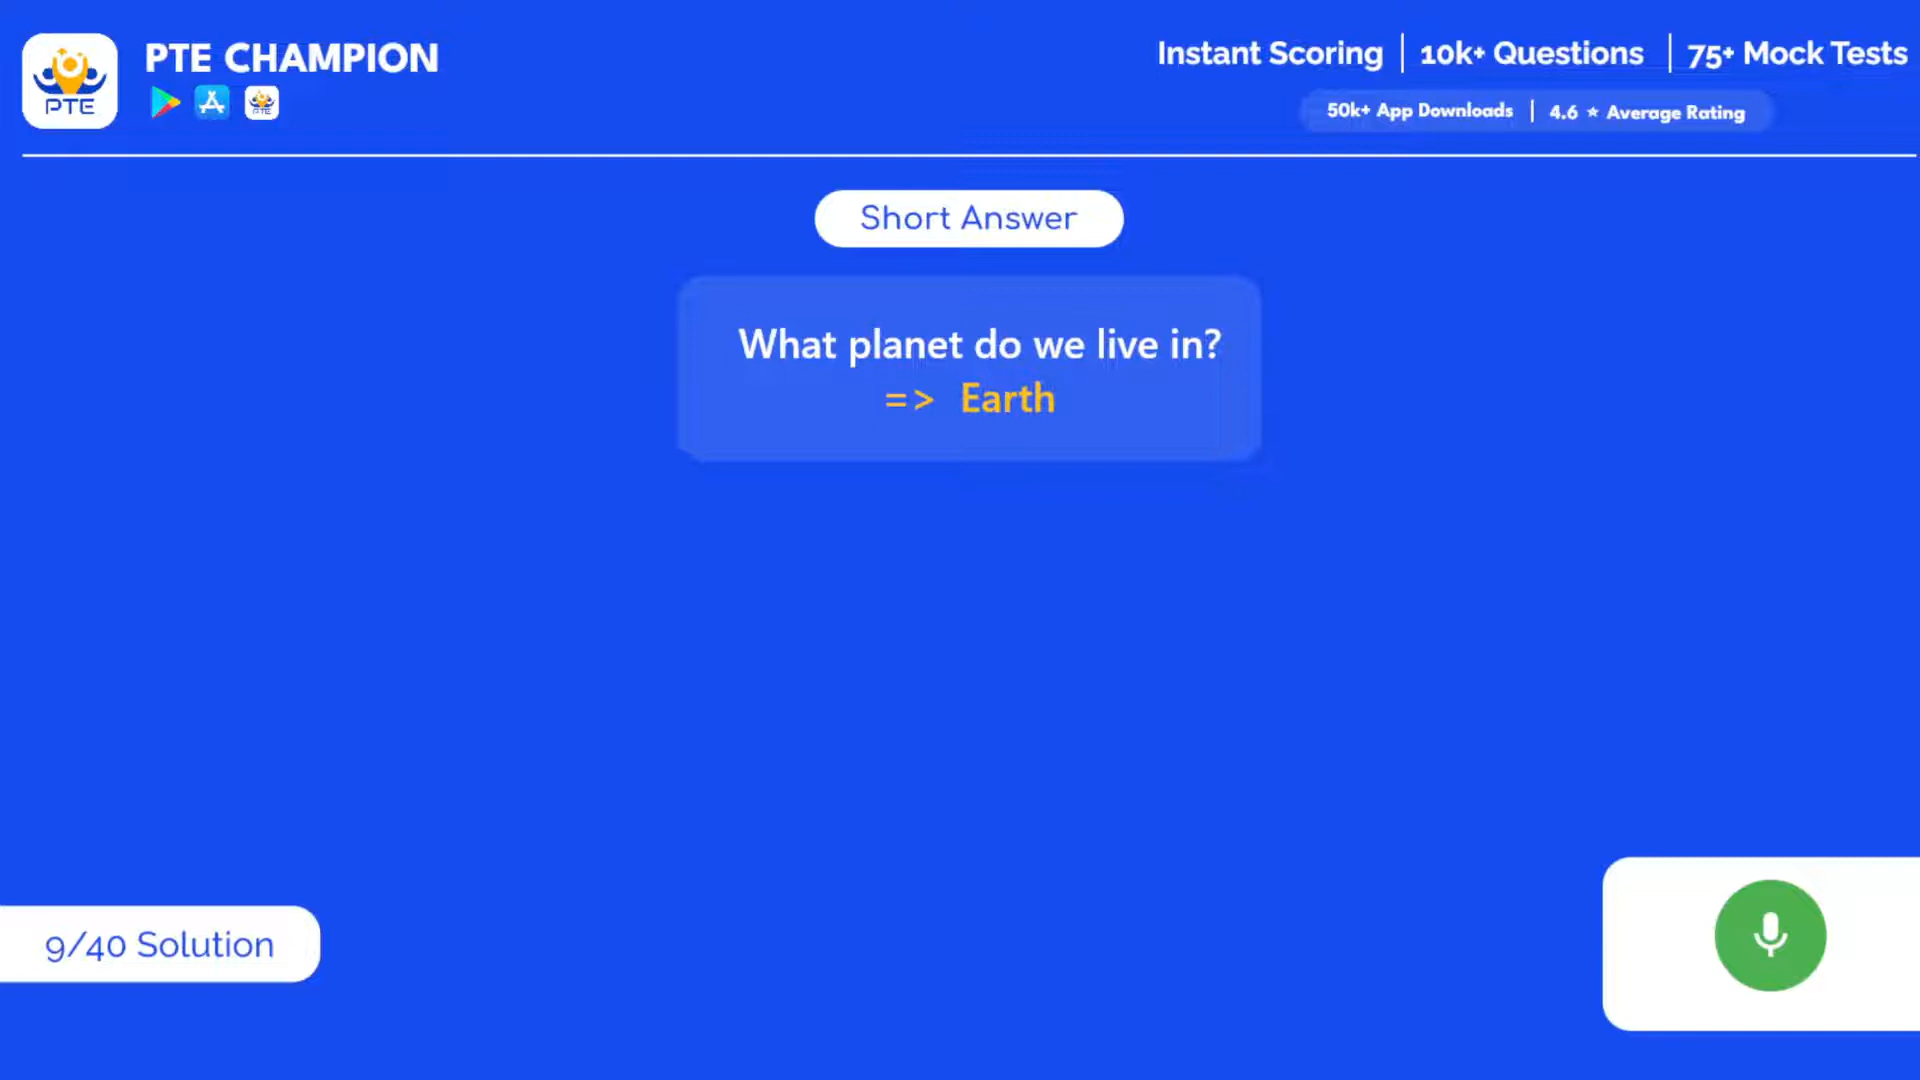 PTE CHAMPION
PTE
PTE
Instant Scoring | 10k+ Questions | 75+ Mock Tests
50k+ App Downloads | 4.6 ★ Average Rating
Short Answer
What planet do we live in?
=> Earth
9/40 Solution